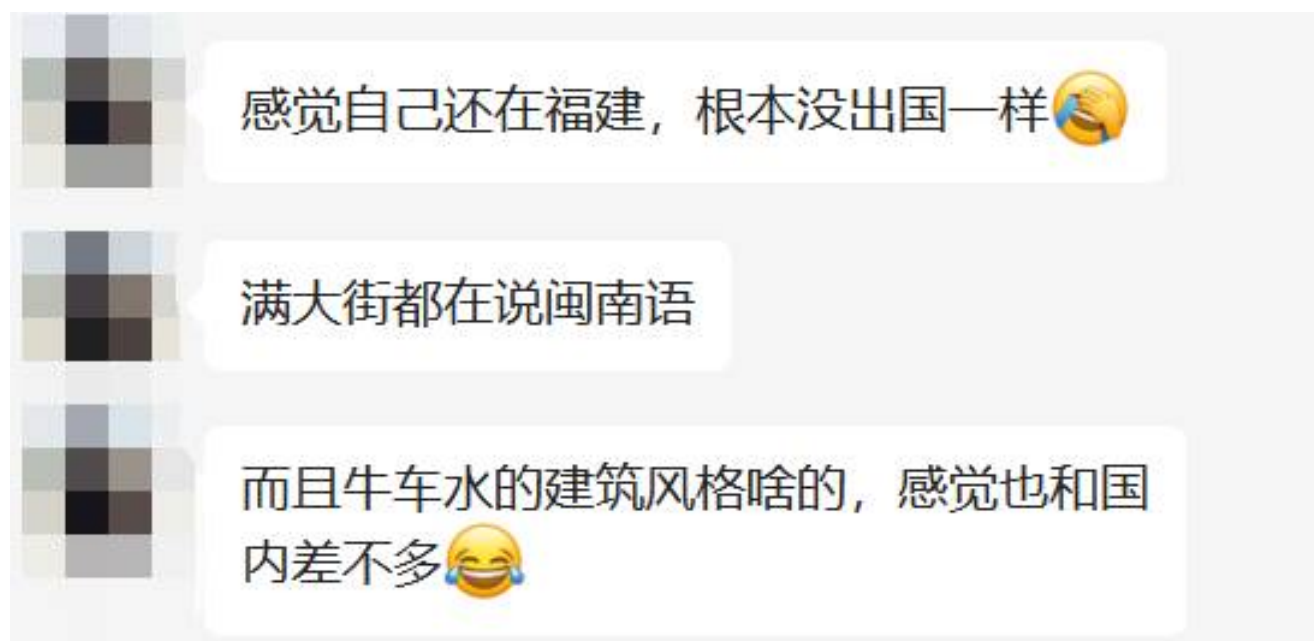 感觉自己还在福建，根本没出国一样🤦😂
满大街都在说闽南语
而且牛车水的建筑风格啥的，感觉也和国
内差不多😂